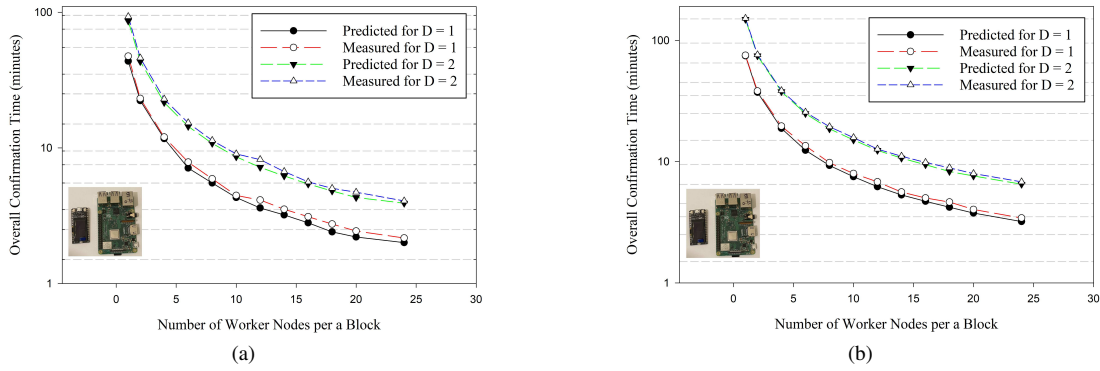 100
10
1
0
5
10
15
20
25
30
Overall Confirmation Time (minutes)
Number of Worker Nodes per a Block
Predicted for D = 1
Measured for D = 1
Predicted for D = 2
Measured for D = 2
(a)
100
10
1
0
5
10
15
20
25
30
Overall Confirmation Time (minutes)
Number of Worker Nodes per a Block
Predicted for D = 1
Measured for D = 1
Predicted for D = 2
Measured for D = 2
(b)